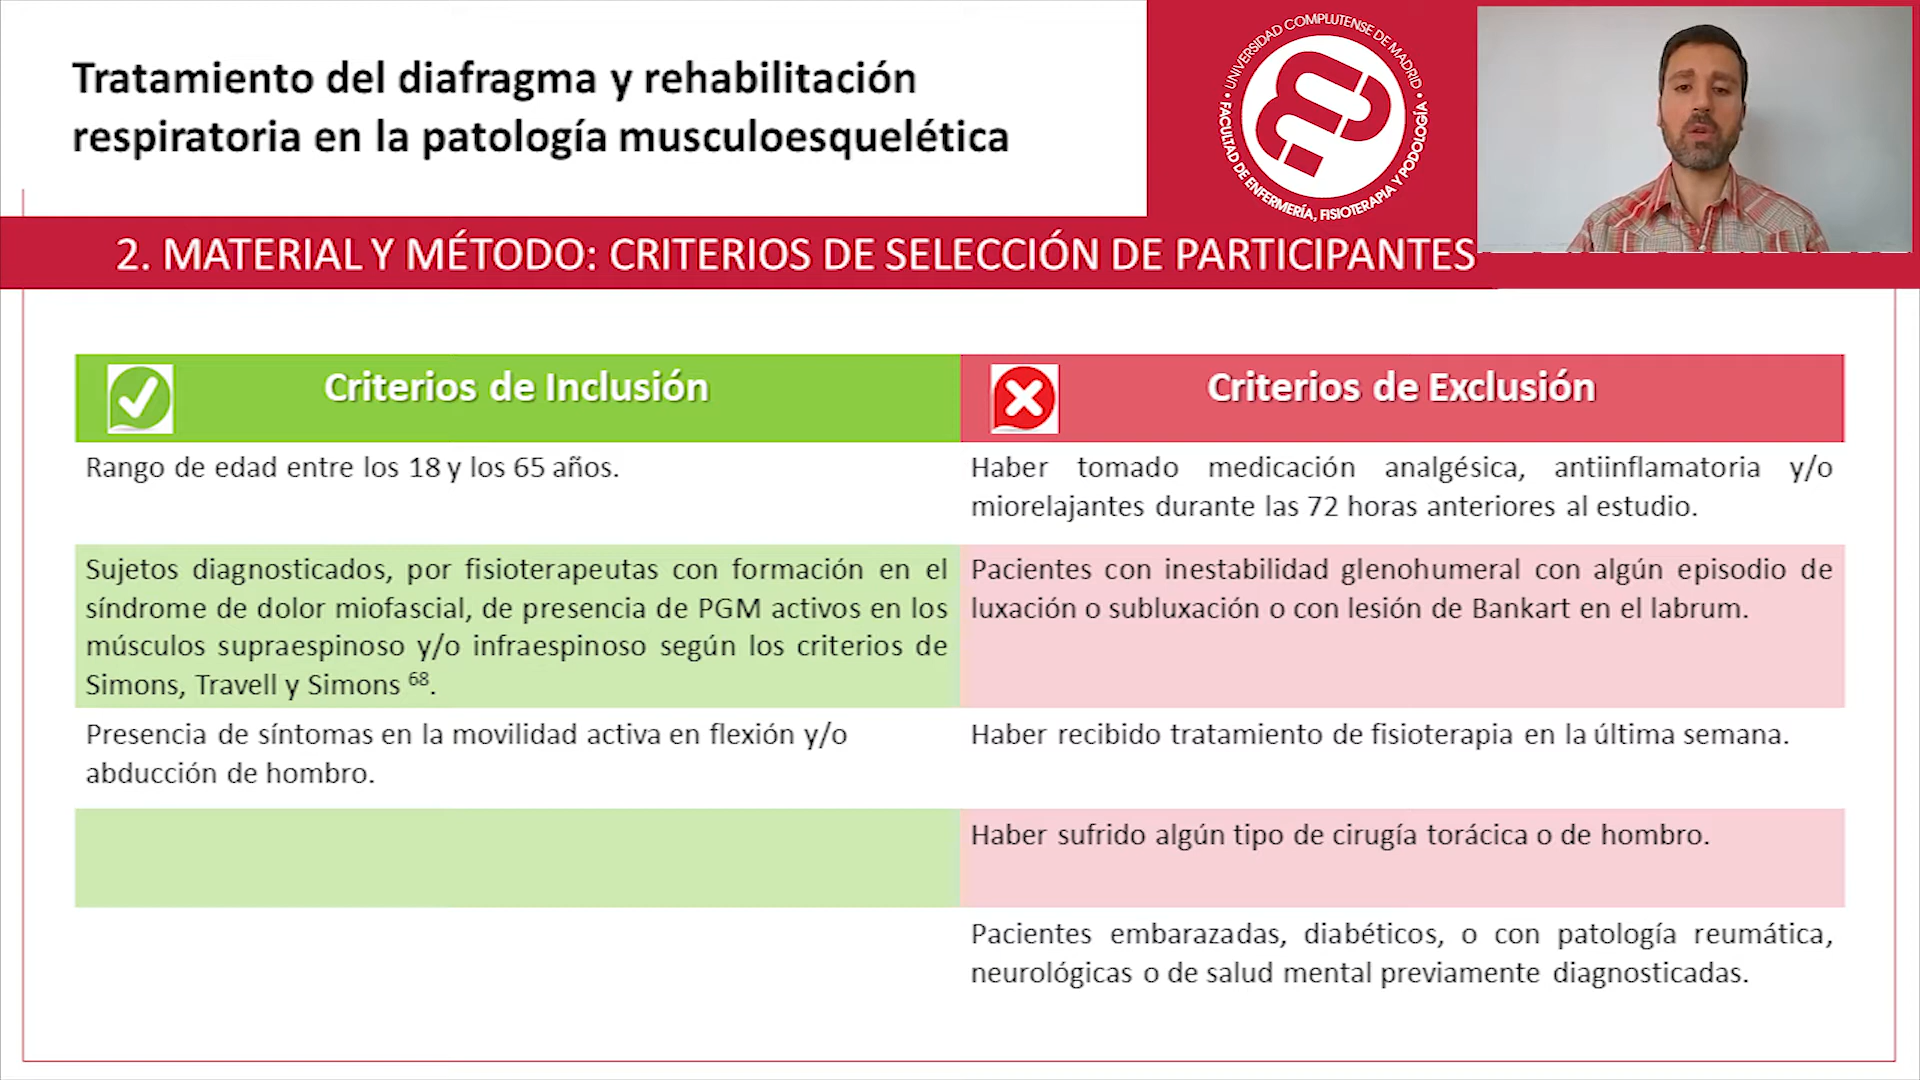 Tratamiento del diafragma y rehabilitación
respiratoria en la patología musculoesquelética
• UNIVERSIDAD COMPLUTENSE DE MADRID •
FACULTAD DE ENFERMERÍA, FISIOTERAPIA Y PODOLOGÍA
2. MATERIAL Y MÉTODO: CRITERIOS DE SELECCIÓN DE PARTICIPANTES
Criterios de Inclusión
Criterios de Exclusión
Rango de edad entre los 18 y los 65 años.
Haber tomado medicación analgésica, antiinflamatoria y/o
miorelajantes durante las 72 horas anteriores al estudio.
Sujetos diagnosticados, por fisioterapeutas con formación en el
síndrome de dolor miofascial, de presencia de PGM activos en los
músculos supraespinoso y/o infraespinoso según los criterios de
Simons, Travell y Simons 68.
Pacientes con inestabilidad glenohumeral con algún episodio de
luxación o subluxación o con lesión de Bankart en el labrum.
Presencia de síntomas en la movilidad activa en flexión y/o
abducción de hombro.
Haber recibido tratamiento de fisioterapia en la última semana.
Haber sufrido algún tipo de cirugía torácica o de hombro.
Pacientes embarazadas, diabéticos, o con patología reumática,
neurológicas o de salud mental previamente diagnosticadas.